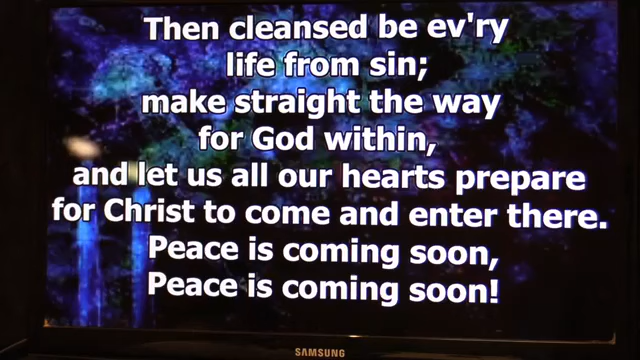 Then cleansed be ev'ry
life from sin;
make straight the way
for God within,
and let us all our hearts prepare
for Christ to come and enter there.
Peace is coming soon,
Peace is coming soon!
SAMSUNG